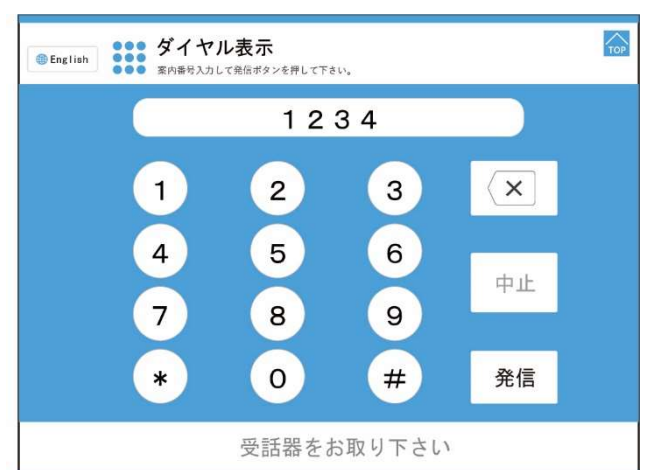 English
ダイヤル表示
案内番号入力して発信ボタンを押して下さい。
TOP
1234
1 2 3 ×
4 5 6
中止
7 8 9
* 0 # 発信
受話器をお取り下さい